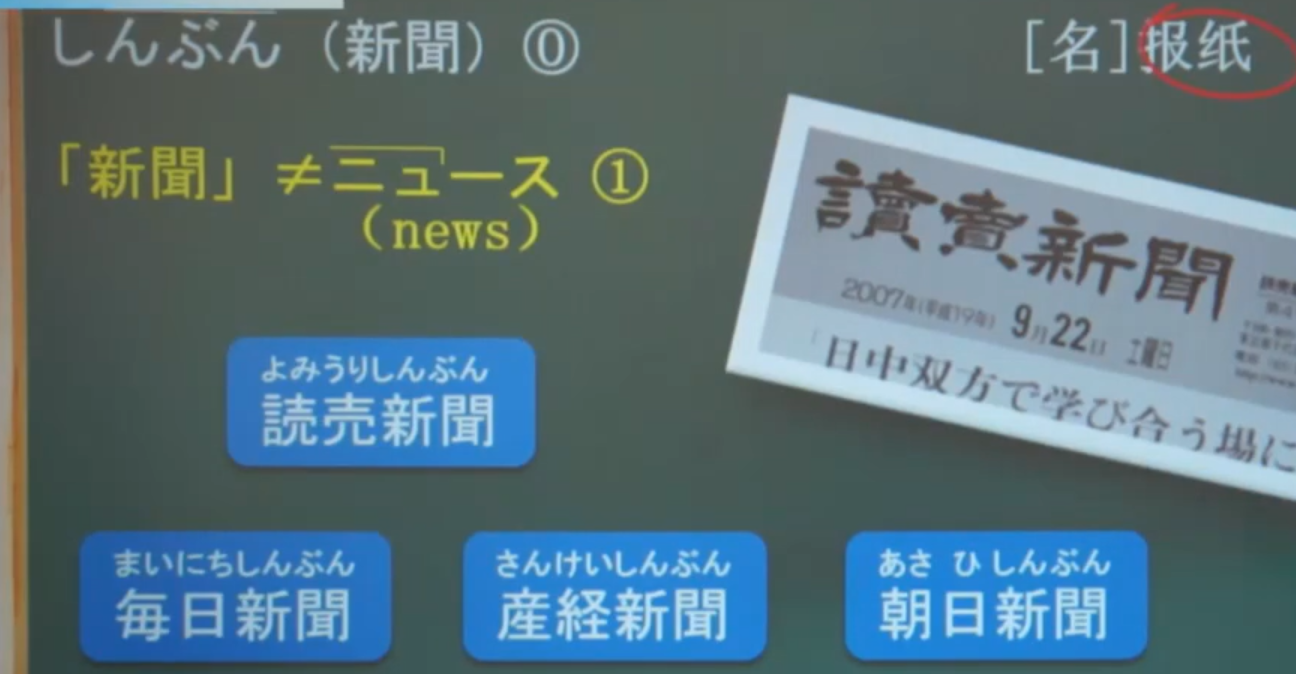 しんぶん（新聞）⓪ [名]报纸
「新聞」≠ニュース ①
（news）
讀賣新聞
2007年(平成19年) 9月22日 土曜日
日中双方で学び合う場に
よみうりしんぶん
読売新聞
まいにちしんぶん
毎日新聞
さんけいしんぶん
産経新聞
あさ ひ しんぶん
朝日新聞